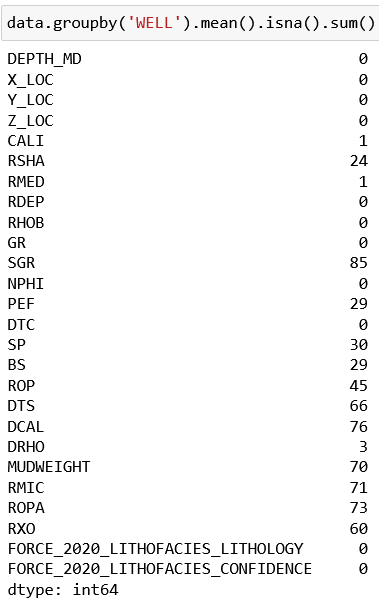 data.groupby('WELL').mean().isna().sum()
DEPTH_MD 0
X_LOC 0
Y_LOC 0
Z_LOC 0
CALI 1
RSHA 24
RMED 1
RDEP 0
RHOB 0
GR 0
SGR 85
NPHI 0
PEF 29
DTC 0
SP 30
BS 29
ROP 45
DTS 66
DCAL 76
DRHO 3
MUDWEIGHT 70
RMIC 71
ROPA 73
RXO 60
FORCE_2020_LITHOFACIES_LITHOLOGY 0
FORCE_2020_LITHOFACIES_CONFIDENCE 0
dtype: int64